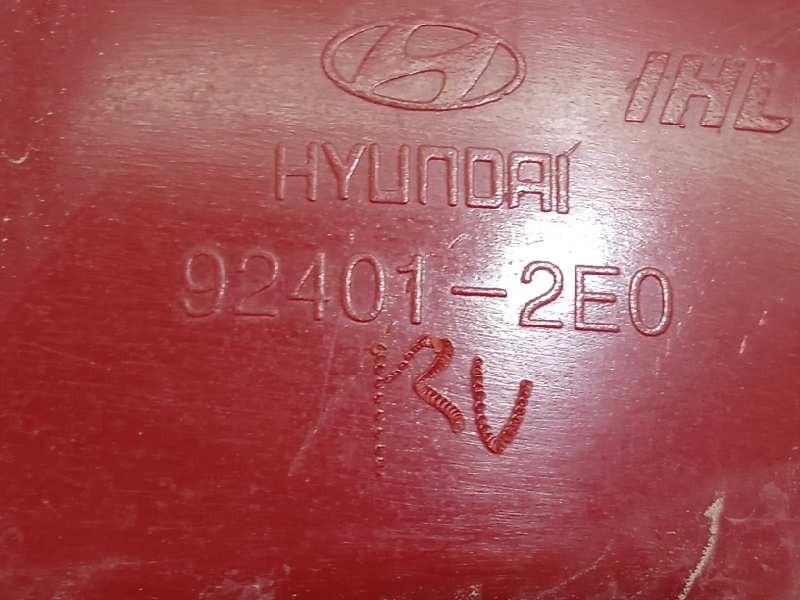 IHL
HYUNDAI
92401-2E0
RV